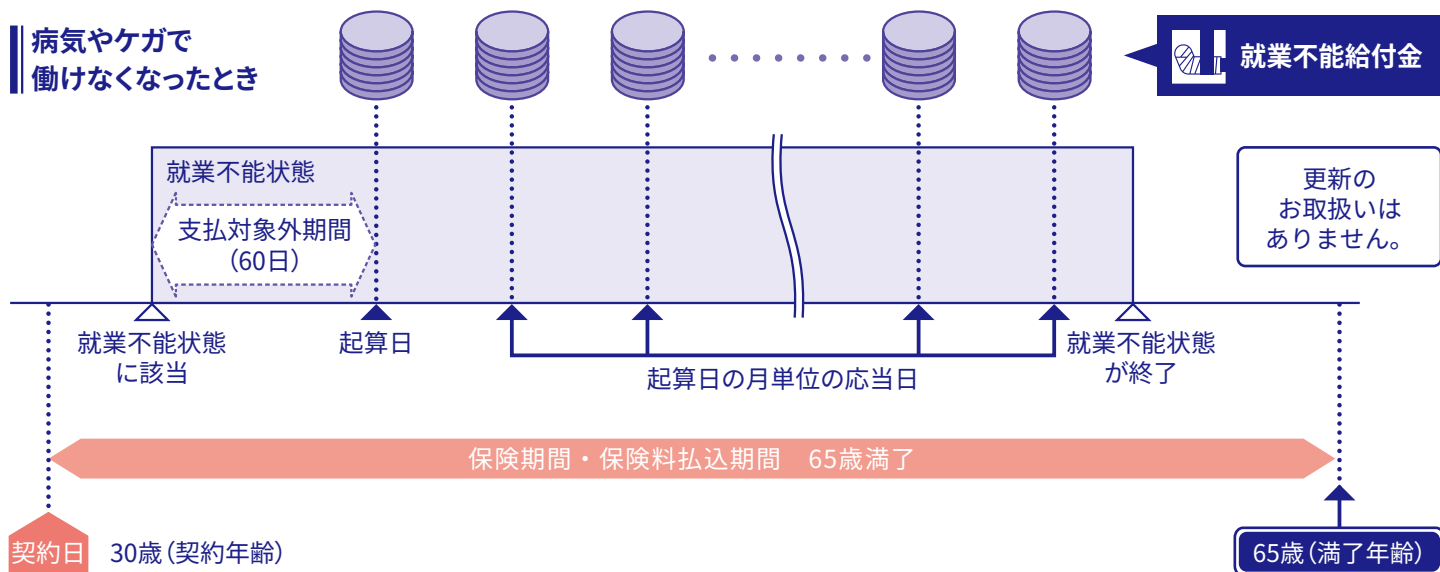 病気やケガで
働けなくなったとき
就業不能給付金
就業不能状態
支払対象外期間
（60日）
更新の
お取扱いは
ありません。
就業不能状態
に該当
起算日
起算日の月単位の応当日
就業不能状態
が終了
保険期間・保険料払込期間　65歳満了
契約日
30歳（契約年齢）
65歳（満了年齢）